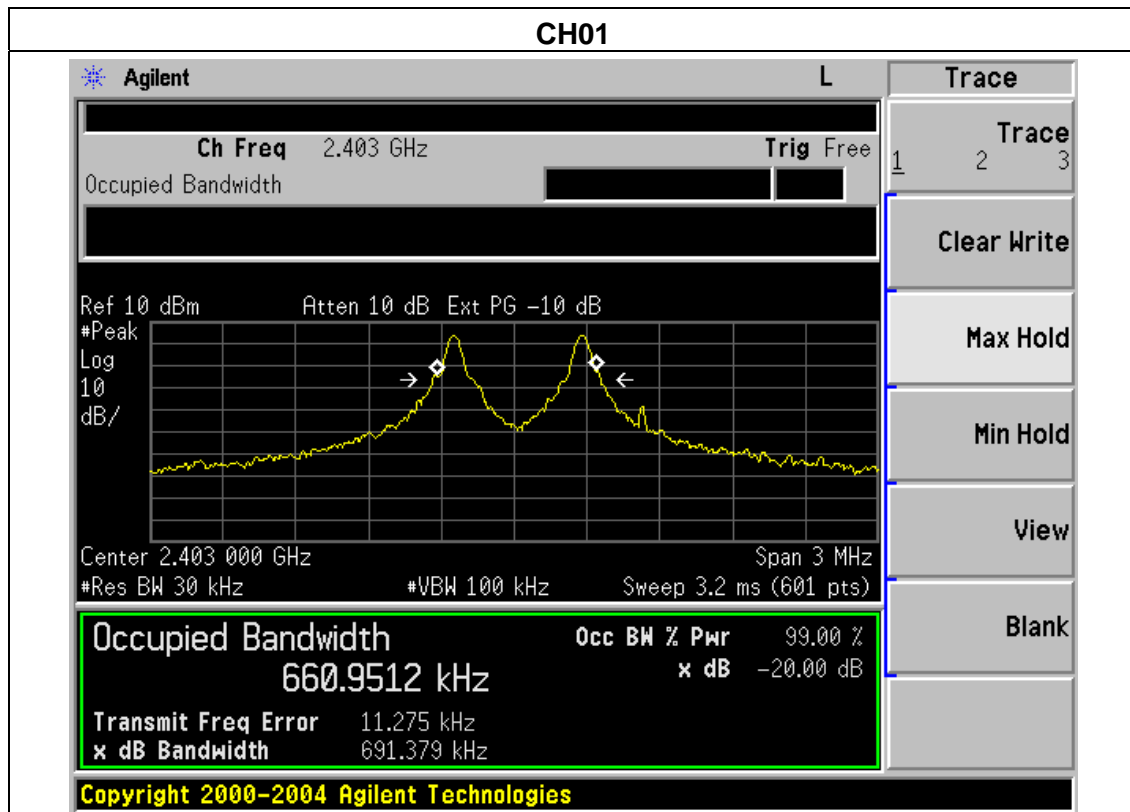 CH01
Agilent L Trace
Ch Freq 2.403 GHz Trig Free
Occupied Bandwidth
Trace
1 2 3
Clear Write
Max Hold
Min Hold
View
Blank
Ref 10 dBm Atten 10 dB Ext PG -10 dB
#Peak
Log
10
dB/
Center 2.403 000 GHz Span 3 MHz
#Res BW 30 kHz #VBW 100 kHz Sweep 3.2 ms (601 pts)
Occupied Bandwidth Occ BW % Pwr 99.00 %
660.9512 kHz x dB -20.00 dB
Transmit Freq Error 11.275 kHz
x dB Bandwidth 691.379 kHz
Copyright 2000-2004 Agilent Technologies